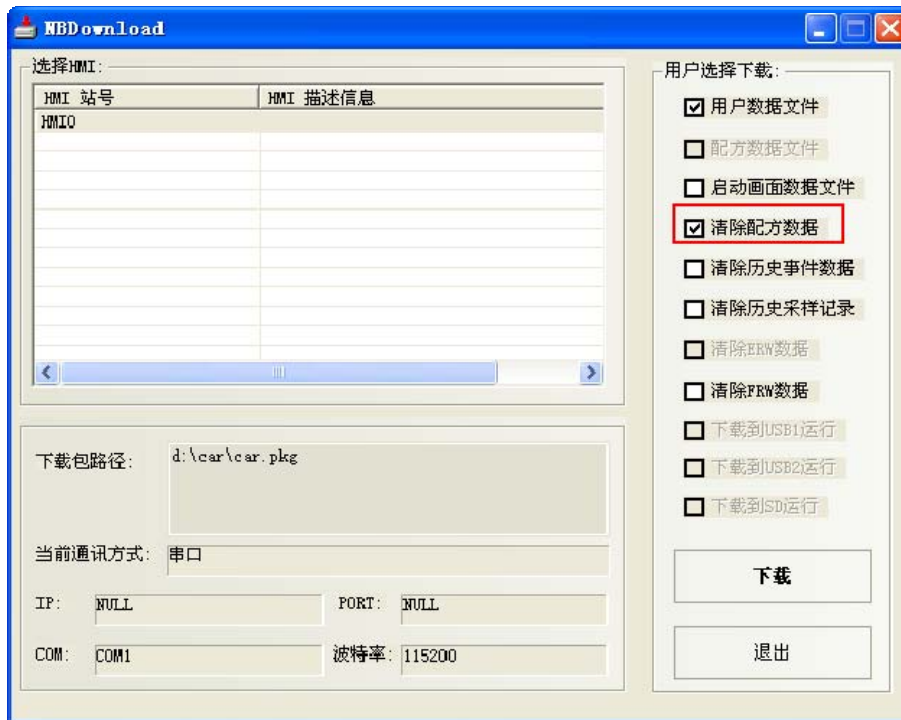 NBDownload
选择HMI:
HMI 站号 HMI 描述信息
HMI0
下载包路径: d:\car\car.pkg
当前通讯方式: 串口
IP: NULL PORT: NULL
COM: COM1 波特率: 115200
用户选择下载:
用户数据文件
配方数据文件
启动画面数据文件
清除配方数据
清除历史事件数据
清除历史采样记录
清除ERW数据
清除FRW数据
下载到USB1运行
下载到USB2运行
下载到SD运行
下载
退出